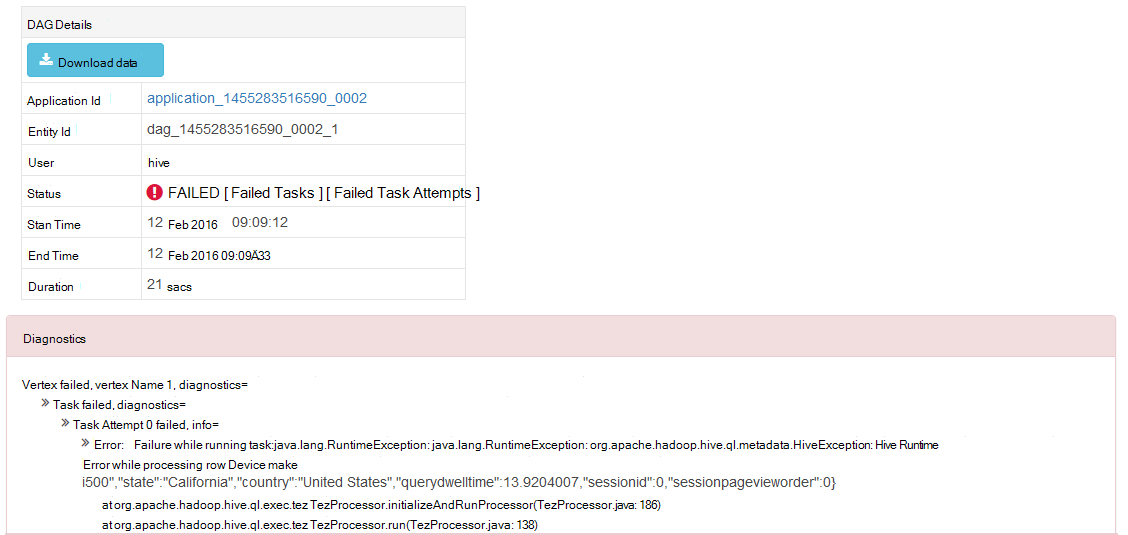 DAG Details
Download data
Application Id application_1455283516590_0002
Entity Id dag_1455283516590_0002_1
User hive
Status FAILED [ Failed Tasks ] [ Failed Task Attempts ]
Stan Time 12 Feb 2016 09:09:12
End Time 12 Feb 2016 09:09Ä33
Duration 21 sacs
Diagnostics
Vertex failed, vertex Name 1, diagnostics=
Task failed, diagnostics=
Task Attempt 0 failed, info=
Error: Failure while running task:java.lang.RuntimeException: java.lang.RuntimeException: org.apache.hadoop.hive.ql.metadata.HiveException: Hive Runtime
Error while processing row Device make
i500","state":"California","country":"United States","querydwelltime":13.9204007,"sessionid":0,"sessionpagevieworder":0}
at org.apache.hadoop.hive.ql.exec.tez TezProcessor.initializeAndRunProcessor(TezProcessor.java: 186)
at org.apache.hadoop.hive.ql.exec.tez TezProcessor.run(TezProcessor.java: 138)